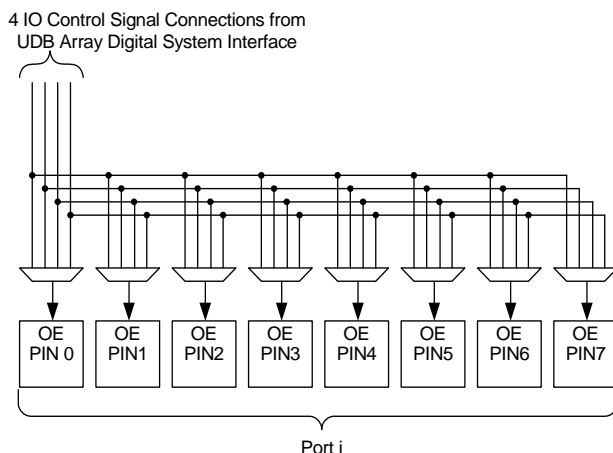 4 IO Control Signal Connections from
UDB Array Digital System Interface
OE
PIN 0
OE
PIN1
OE
PIN2
OE
PIN3
OE
PIN4
OE
PIN5
OE
PIN6
OE
PIN7
Port i